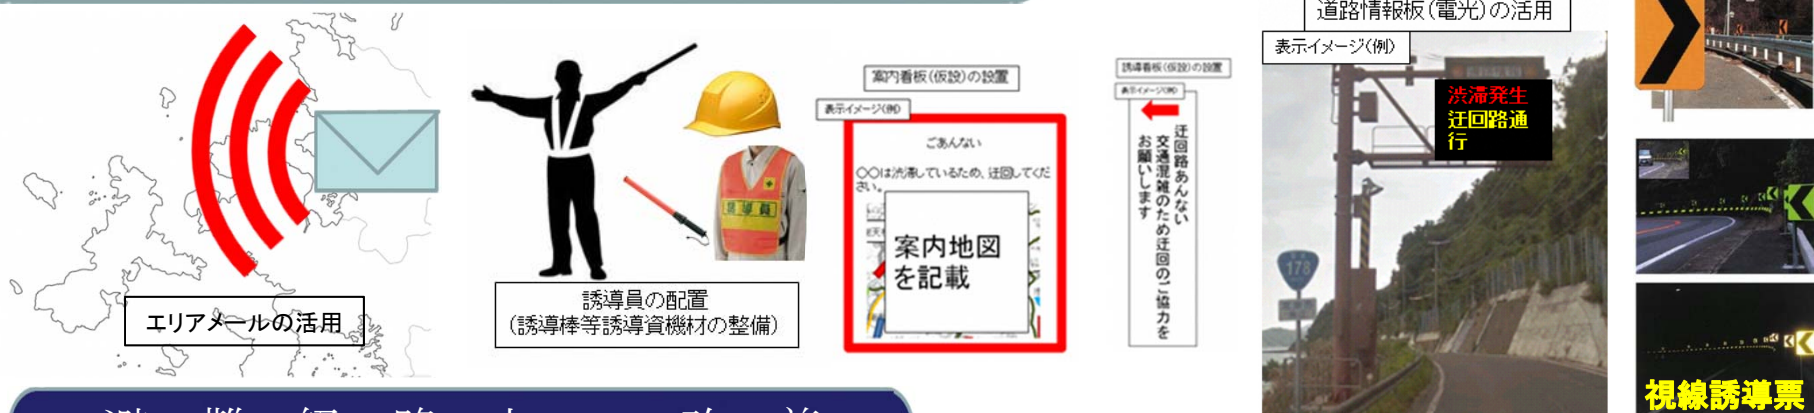 エリアメールの活用
誘導員
誘導員の配置
(誘導棒等誘導資機材の整備)
案内看板(仮設)の設置
表示イメージ(例)
ごあんない
〇〇は渋滞しているため、迂回してくだ
さい。
案内地図
を記載
誘導看板(仮設)の設置
表示イメージ(例)
迂回路あんない
交通混雑のため迂回のご協力を
お願いします
道路情報板(電光)の活用
表示イメージ(例)
渋滞発生
迂回路通
行
178
視線誘導票